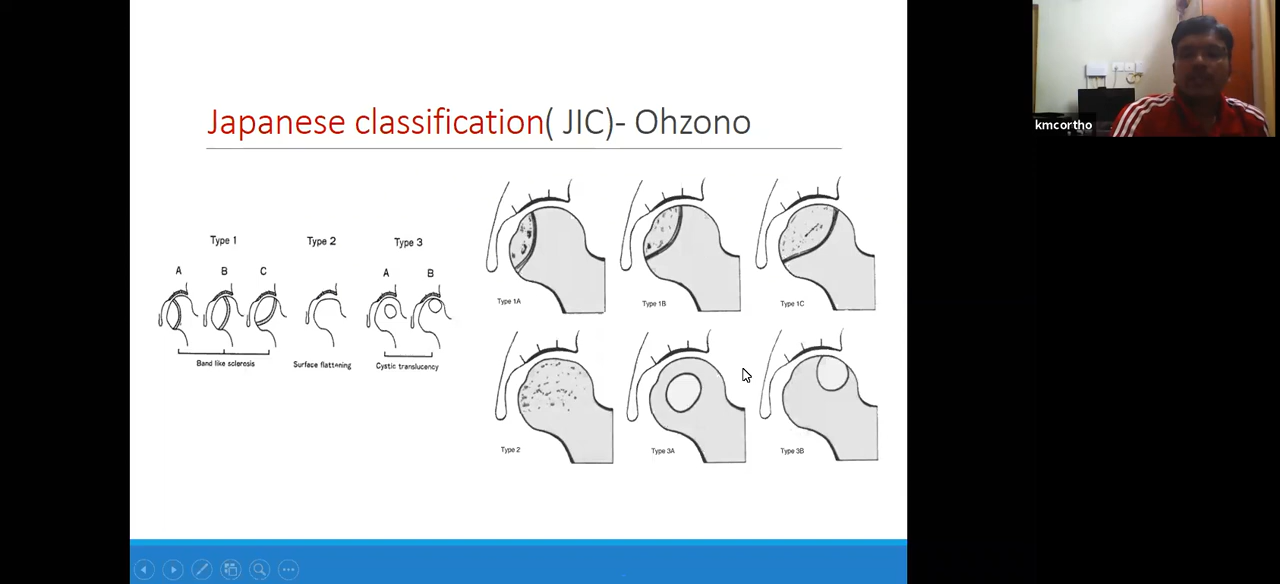 Japanese classification( JIC)- Ohzono
Type 1 Type 2 Type 3
A B C A B
Band like sclerosis Surface flattening Cystic translucency
Type 1A Type 1B Type 1C
Type 2 Type 3A Type 3B
kmcortho